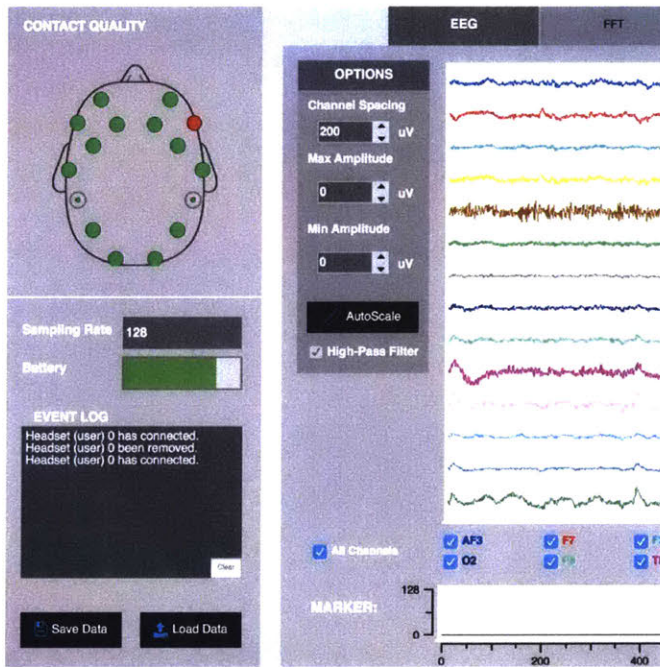 CONTACT QUALITY
EEG
FFT
OPTIONS
Channel Spacing
200 uV
Max Amplitude
0 uV
Min Amplitude
0 uV
AutoScale
High-Pass Filter
Sampling Rate 128
Battery
EVENT LOG
Headset (user) 0 has connected.
Headset (user) 0 been removed.
Headset (user) 0 has connected.
Clear
Save Data
Load Data
All Channels
AF3
F7
O2
MARKER:
128
0
0
200
400